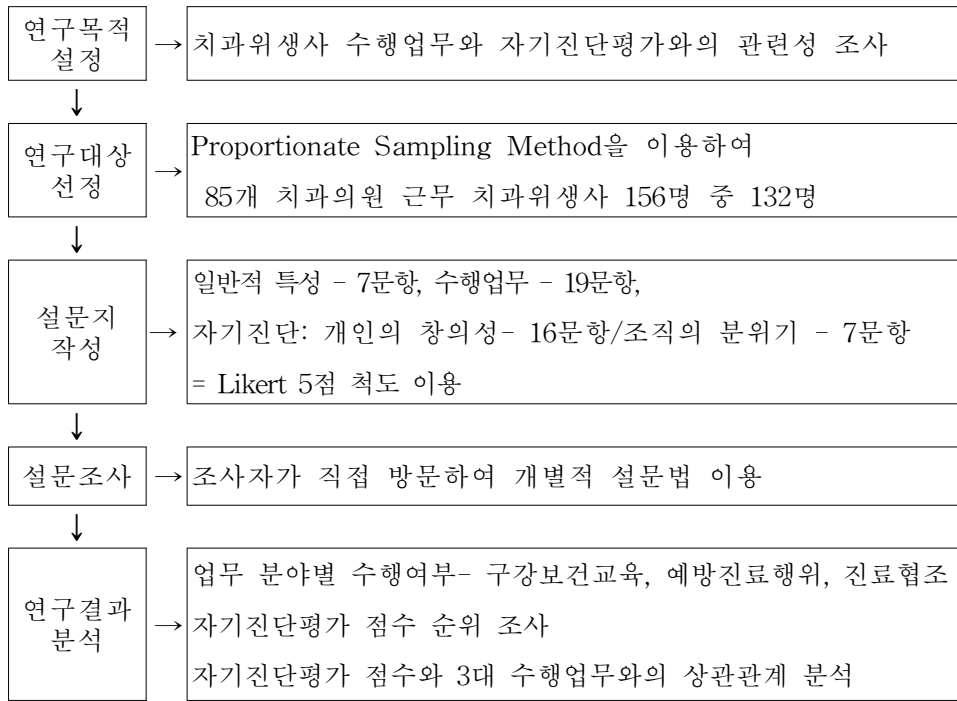 연구목적
설정
→ 치과위생사 수행업무와 자기진단평가와의 관련성 조사
↓
연구대상
선정
→ Proportionate Sampling Method을 이용하여
85개 치과의원 근무 치과위생사 156명 중 132명
↓
설문지
작성
→ 일반적 특성 - 7문항, 수행업무 - 19문항,
자기진단: 개인의 창의성- 16문항/조직의 분위기 - 7문항
= Likert 5점 척도 이용
↓
설문조사 → 조사자가 직접 방문하여 개별적 설문법 이용
↓
연구결과
분석
→ 업무 분야별 수행여부- 구강보건교육, 예방진료행위, 진료협조
자기진단평가 점수 순위 조사
자기진단평가 점수와 3대 수행업무와의 상관관계 분석